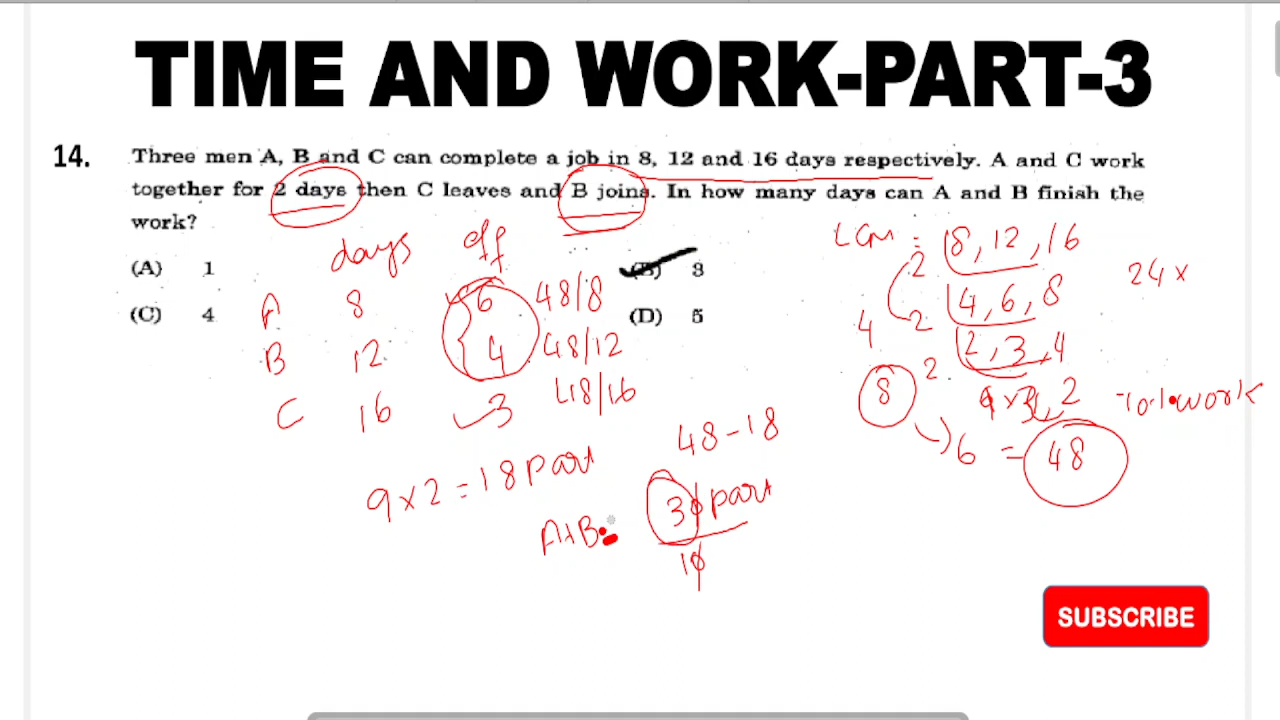 TIME AND WORK-PART-3
14. Three men A, B and C can complete a job in 8, 12 and 16 days respectively. A and C work
together for 2 days then C leaves and B joins. In how many days can A and B finish the
work?
(A) 1
(B) 3
(C) 4
(D) 5
days eff
A 8 6 48/8
B 12 4 48/12
C 16 3 48/16
9 x 2 = 18 part
48 - 18
30 part
A+B:
10
LCM : 8, 12, 16
2 4, 6, 8
24 x
4 2 2, 3, 4
8 2
2 Tot.work
6 = 48
SUBSCRIBE